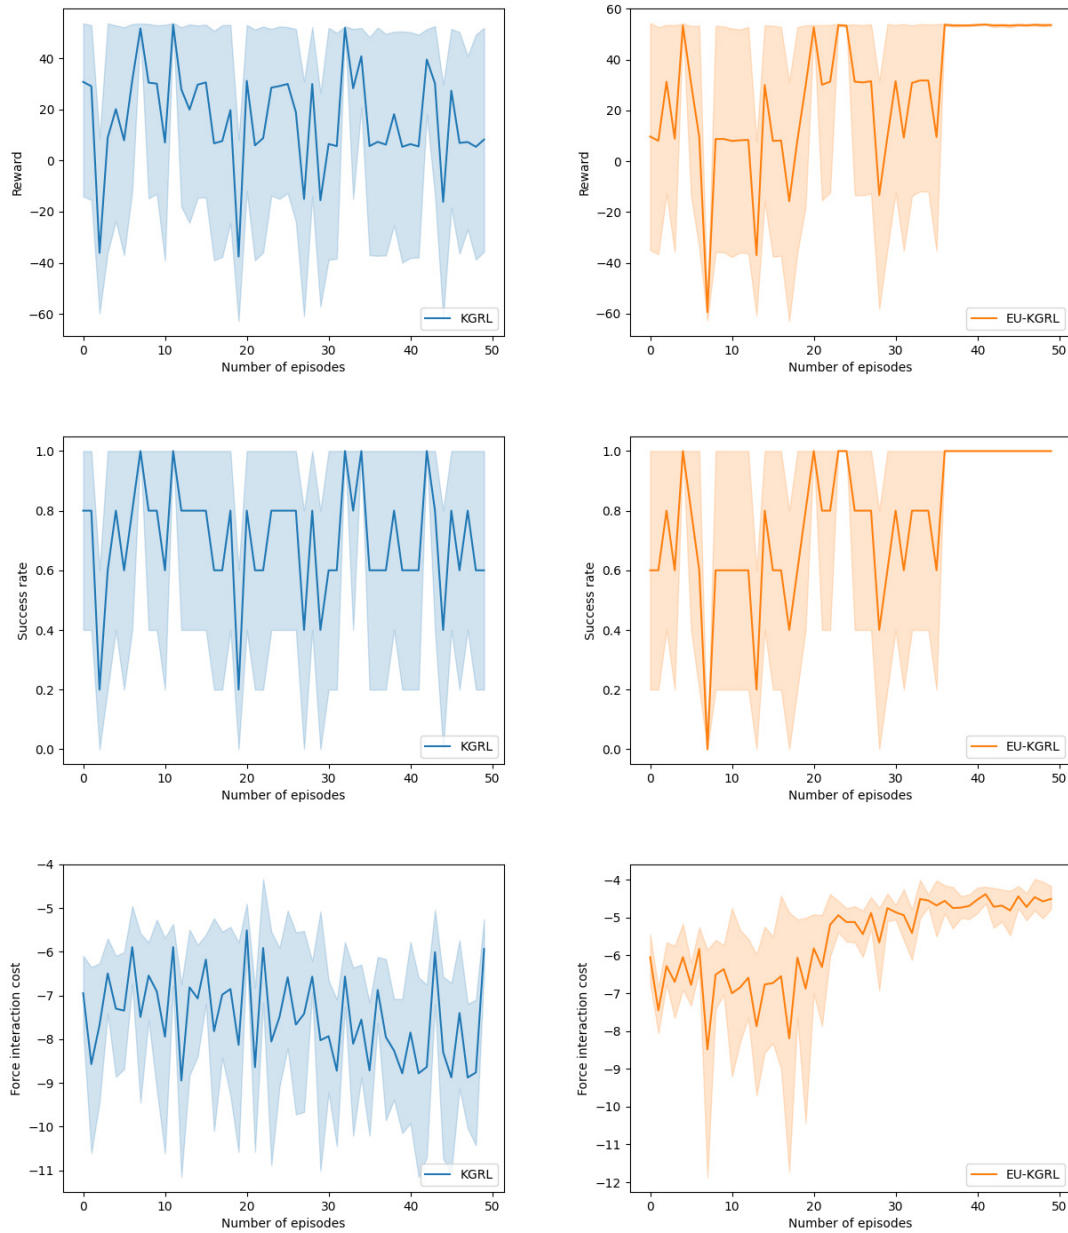 40
20
0
−20
−40
−60
Reward
KGRL
0 10 20 30 40 50
Number of episodes
60
40
20
0
−20
−40
−60
Reward
EU-KGRL
0 10 20 30 40 50
Number of episodes
1.0
0.8
0.6
0.4
0.2
0.0
Success rate
KGRL
0 10 20 30 40 50
Number of episodes
1.0
0.8
0.6
0.4
0.2
0.0
Success rate
EU-KGRL
0 10 20 30 40 50
Number of episodes
−4
−5
−6
−7
−8
−9
−10
−11
Force interaction cost
KGRL
0 10 20 30 40 50
Number of episodes
−4
−5
−6
−7
−8
−9
−10
−11
−12
Force interaction cost
EU-KGRL
0 10 20 30 40 50
Number of episodes